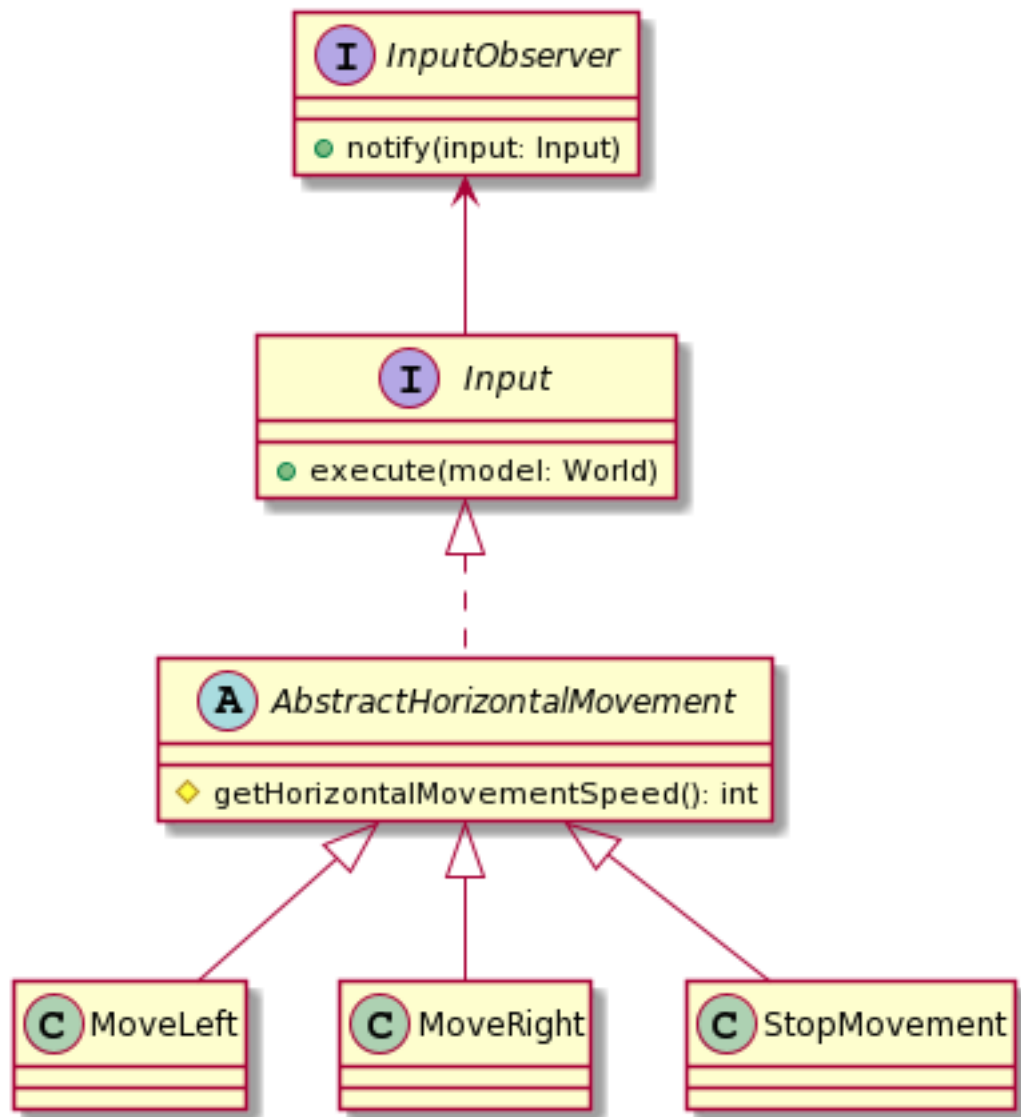 I InputObserver
notify(input: Input)
I Input
execute(model: World)
A AbstractHorizontalMovement
getHorizontalMovementSpeed(): int
C MoveLeft
C MoveRight
C StopMovement